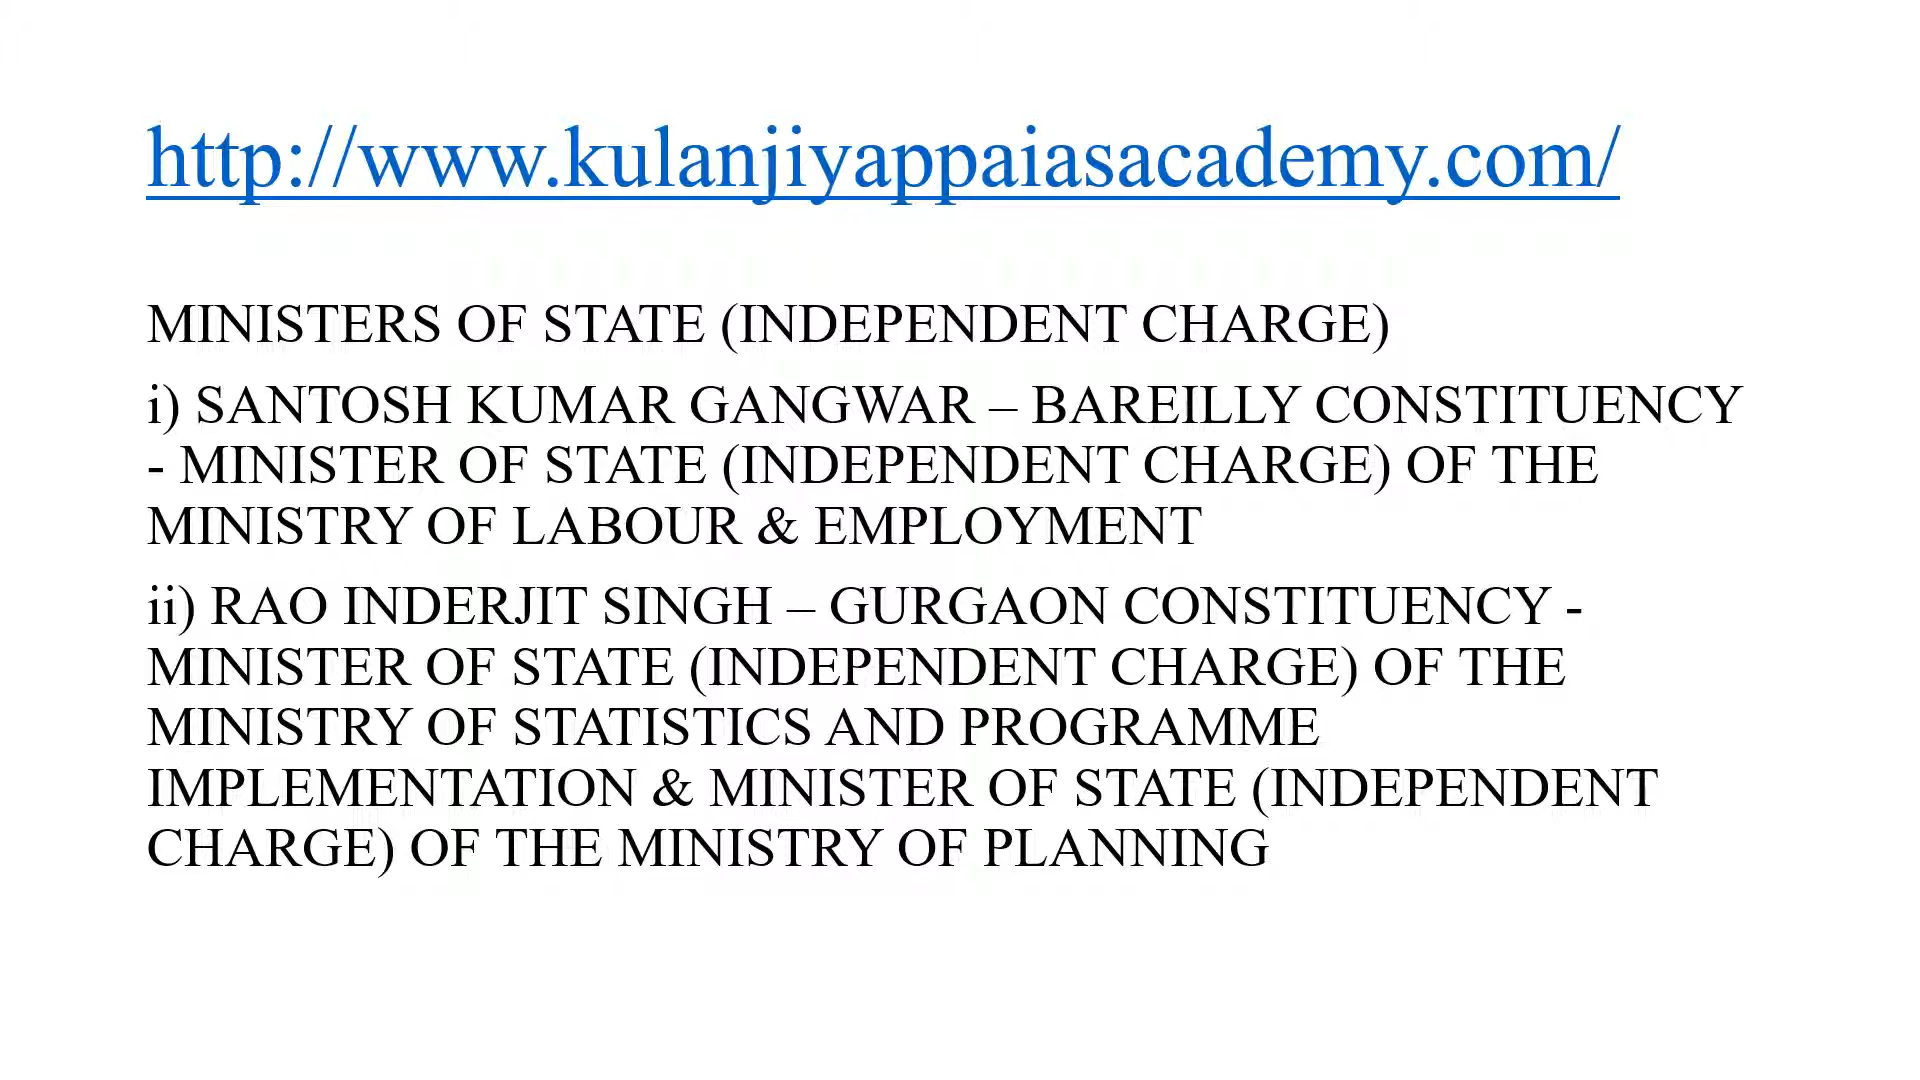 http://www.kulanjiyappaiasacademy.com/
MINISTERS OF STATE (INDEPENDENT CHARGE)
i) SANTOSH KUMAR GANGWAR – BAREILLY CONSTITUENCY
- MINISTER OF STATE (INDEPENDENT CHARGE) OF THE
MINISTRY OF LABOUR & EMPLOYMENT
ii) RAO INDERJIT SINGH – GURGAON CONSTITUENCY -
MINISTER OF STATE (INDEPENDENT CHARGE) OF THE
MINISTRY OF STATISTICS AND PROGRAMME
IMPLEMENTATION & MINISTER OF STATE (INDEPENDENT
CHARGE) OF THE MINISTRY OF PLANNING